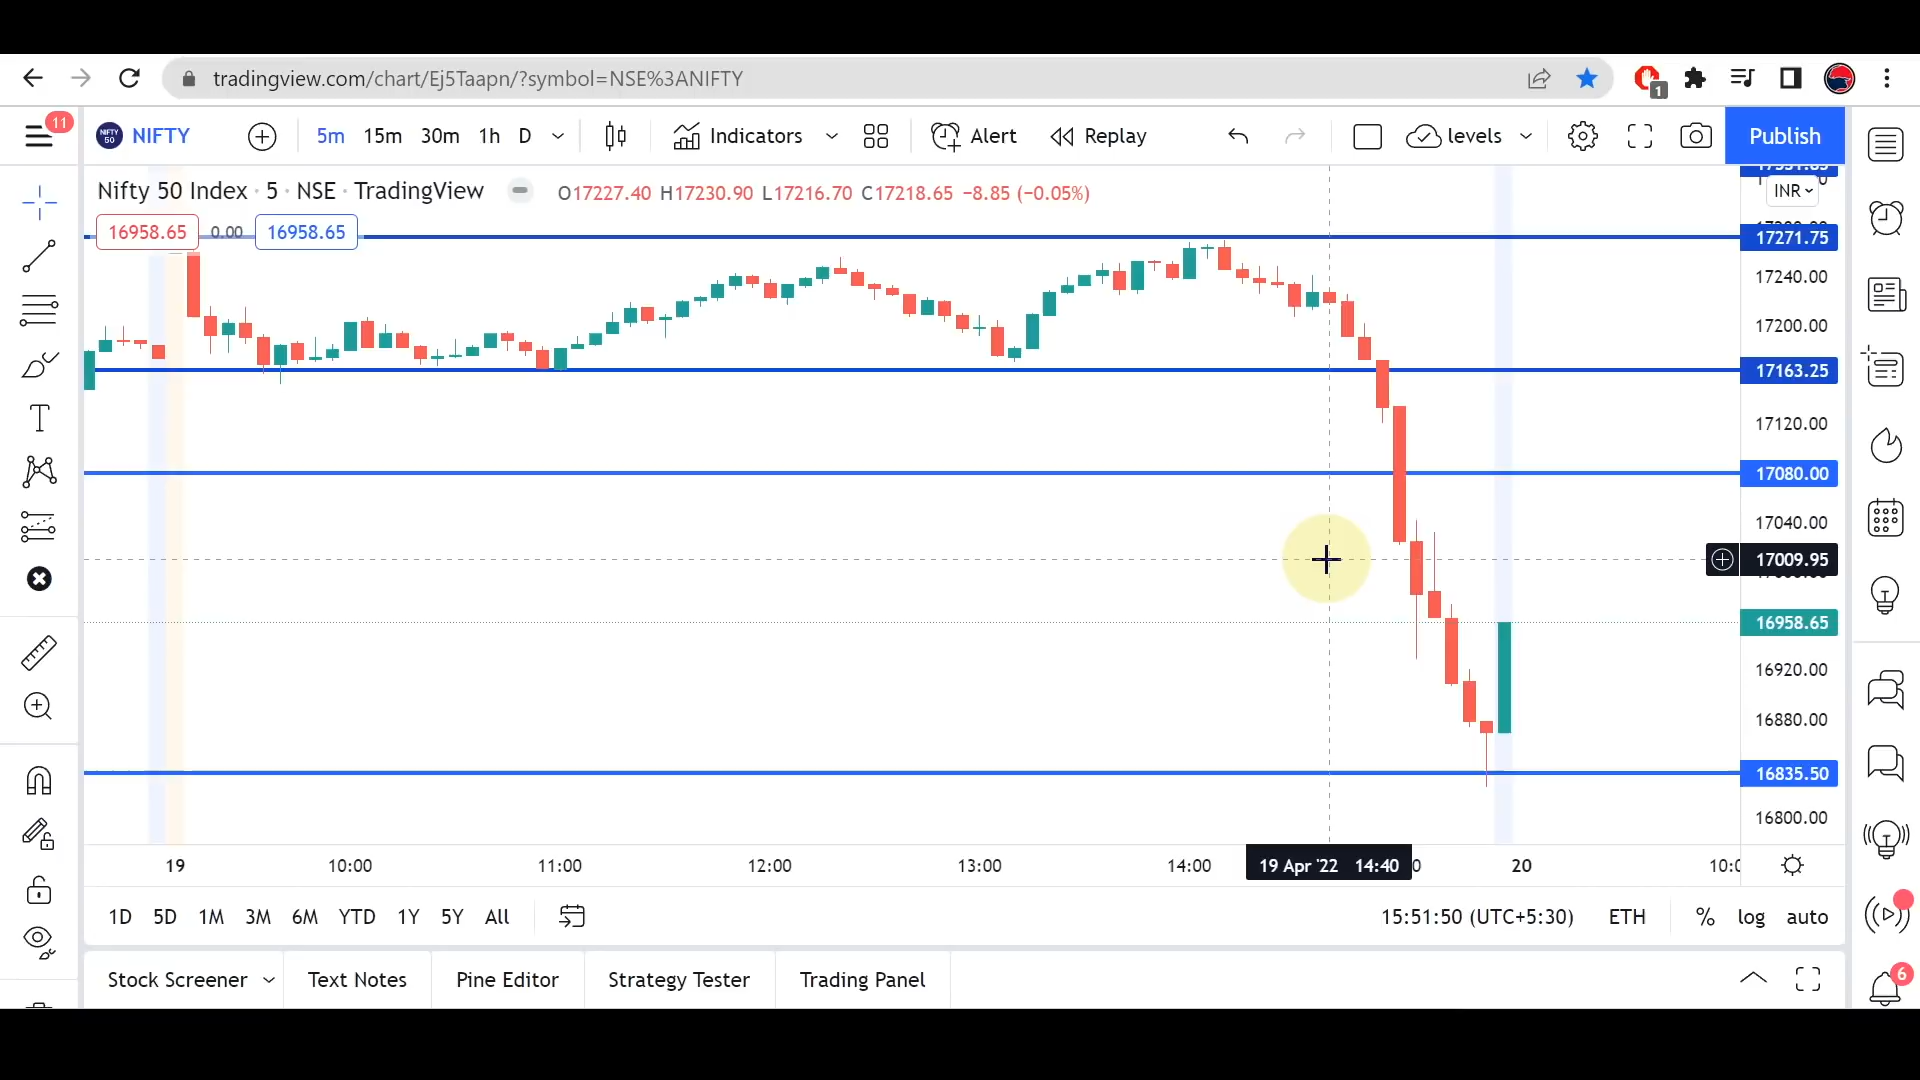 tradingview.com/chart/Ej5Taapn/?symbol=NSE%3ANIFTY
1
11
NIFTY 50
NIFTY
5m 15m 30m 1h D
Indicators
Alert
Replay
levels
Publish
Nifty 50 Index · 5 · NSE · TradingView
O17227.40 H17230.90 L17216.70 C17218.65 −8.85 (−0.05%)
INR
16958.65
0.00
16958.65
17271.75
17240.00
17200.00
17163.25
17120.00
17080.00
17040.00
17009.95
16958.65
16920.00
16880.00
16835.50
16800.00
19 10:00 11:00 12:00 13:00 14:00 19 Apr '22 14:40 0 20 10:0
1D 5D 1M 3M 6M YTD 1Y 5Y All
15:51:50 (UTC+5:30) ETH % log auto
Stock Screener Text Notes Pine Editor Strategy Tester Trading Panel
6